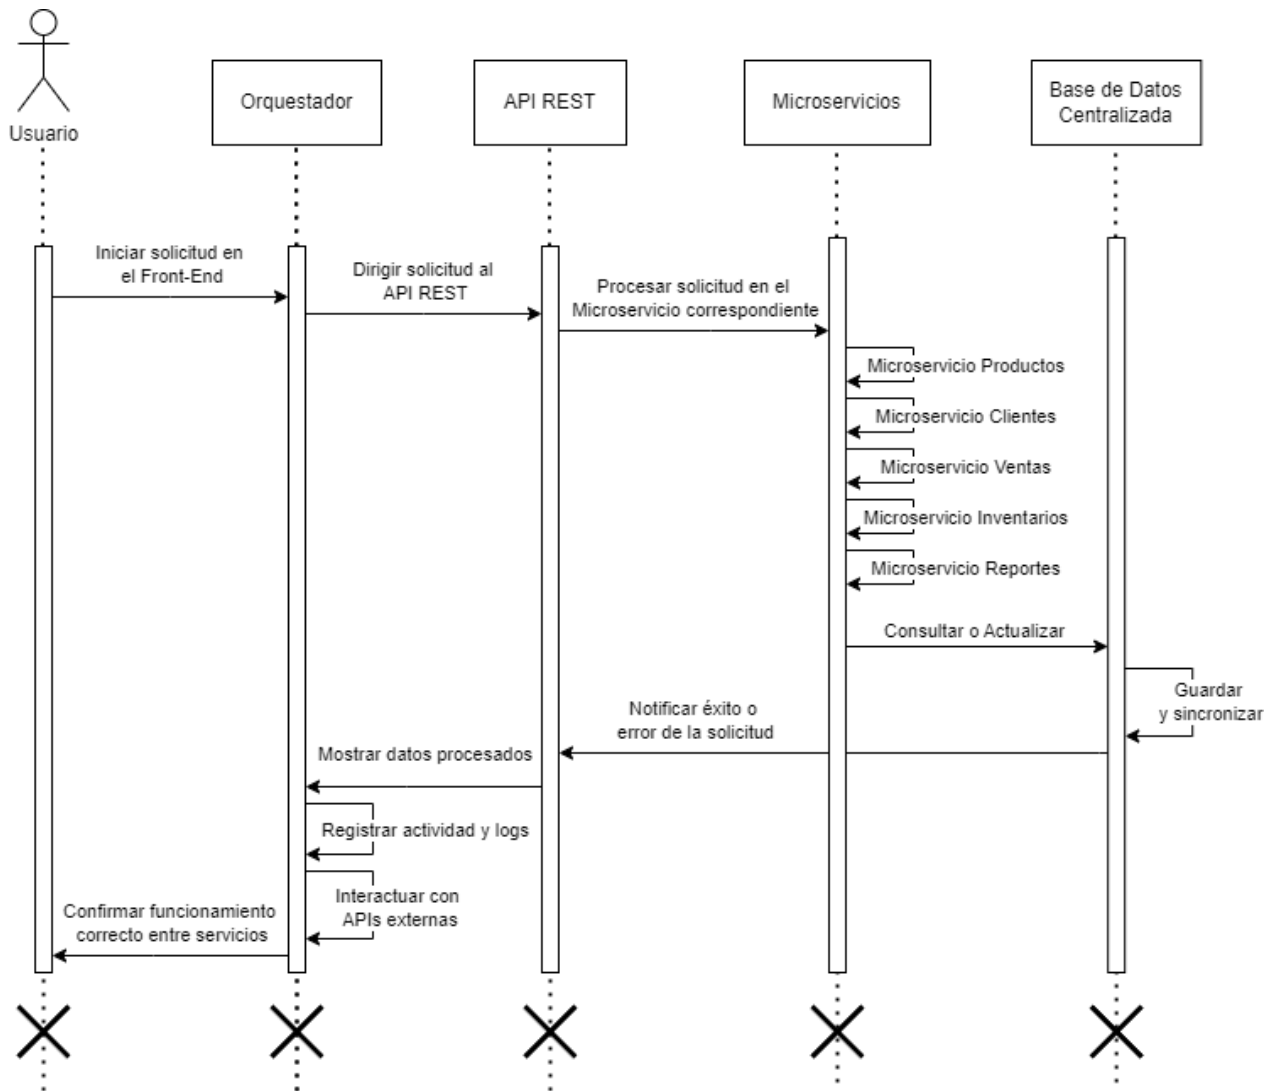 Usuario
Orquestador
API REST
Microservicios
Base de Datos
Centralizada
Iniciar solicitud en
el Front-End
Dirigir solicitud al
API REST
Procesar solicitud en el
Microservicio correspondiente
Microservicio Productos
Microservicio Clientes
Microservicio Ventas
Microservicio Inventarios
Microservicio Reportes
Consultar o Actualizar
Guardar
y sincronizar
Notificar éxito o
error de la solicitud
Mostrar datos procesados
Registrar actividad y logs
Interactuar con
APIs externas
Confirmar funcionamiento
correcto entre servicios